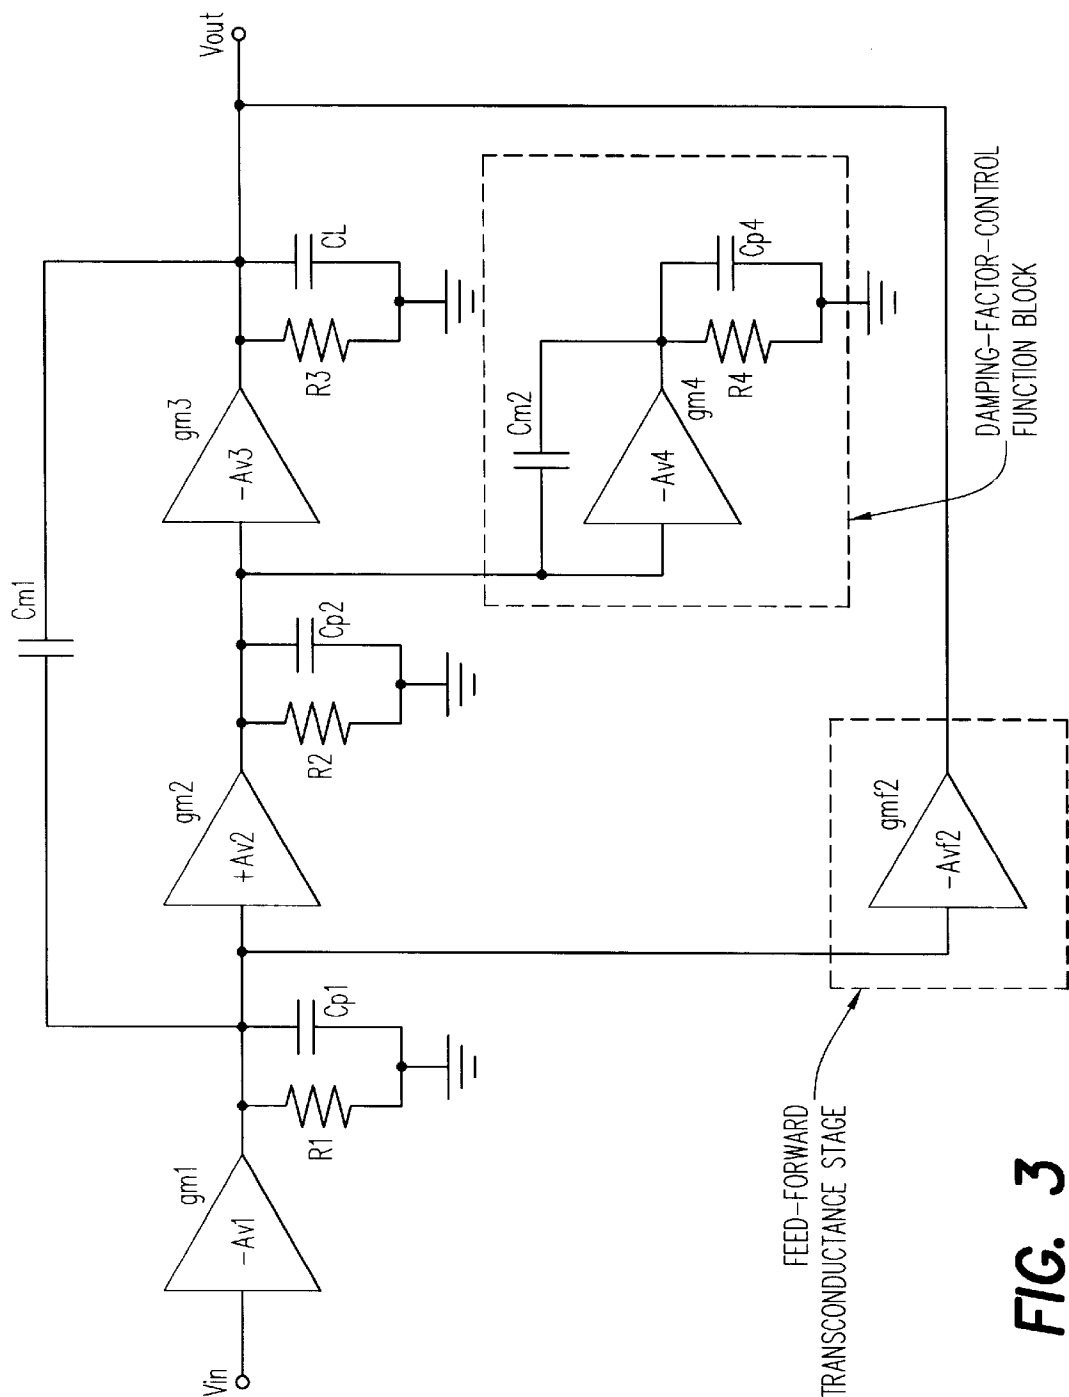 Cm1
Vin
gm1
-Av1
R1
Cp1
gm2
+Av2
R2
Cp2
gm3
-Av3
R3
CL
Vout
Cm2
-Av4
gm4
R4
Cp4
gmf2
-Avf2
FEED-FORWARD
TRANSCONDUCTANCE STAGE
DAMPING-FACTOR-CONTROL
FUNCTION BLOCK
FIG. 3